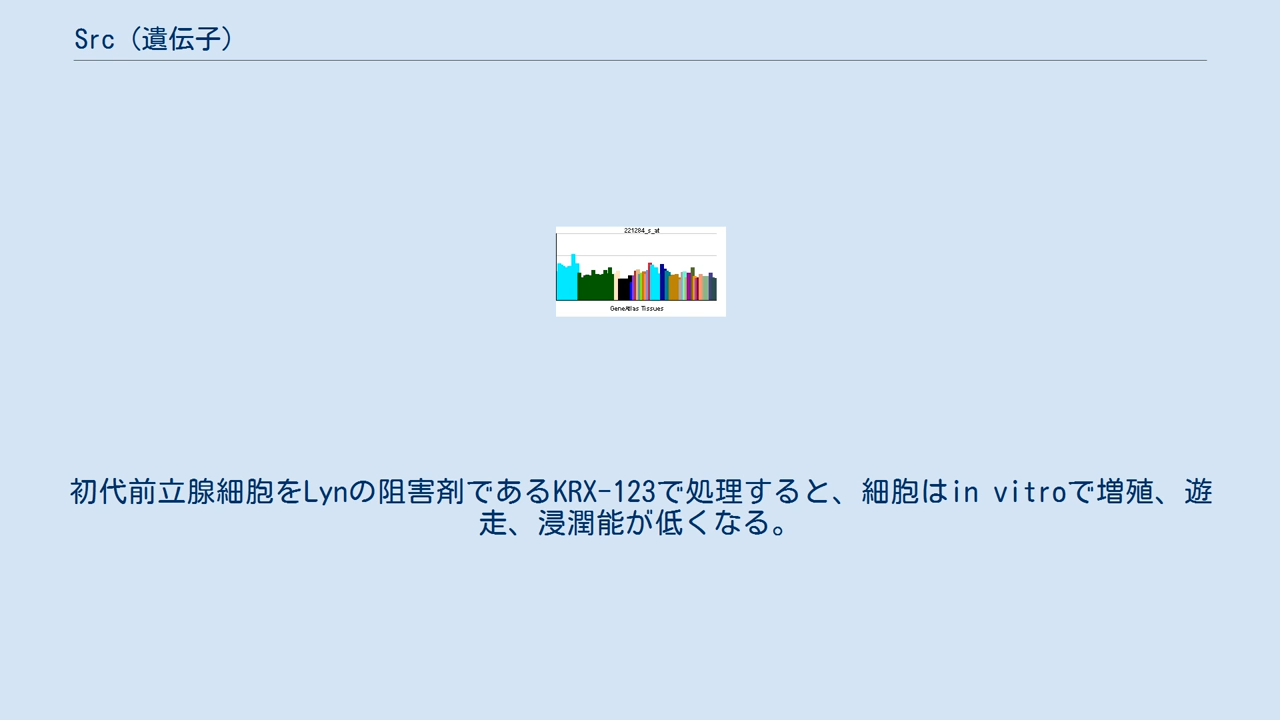 Src（遺伝子）
221284_s_at
GeneAtlas Tissues
初代前立腺細胞をLynの阻害剤であるKRX-123で処理すると、細胞はin vitroで増殖、遊
走、浸潤能が低くなる。